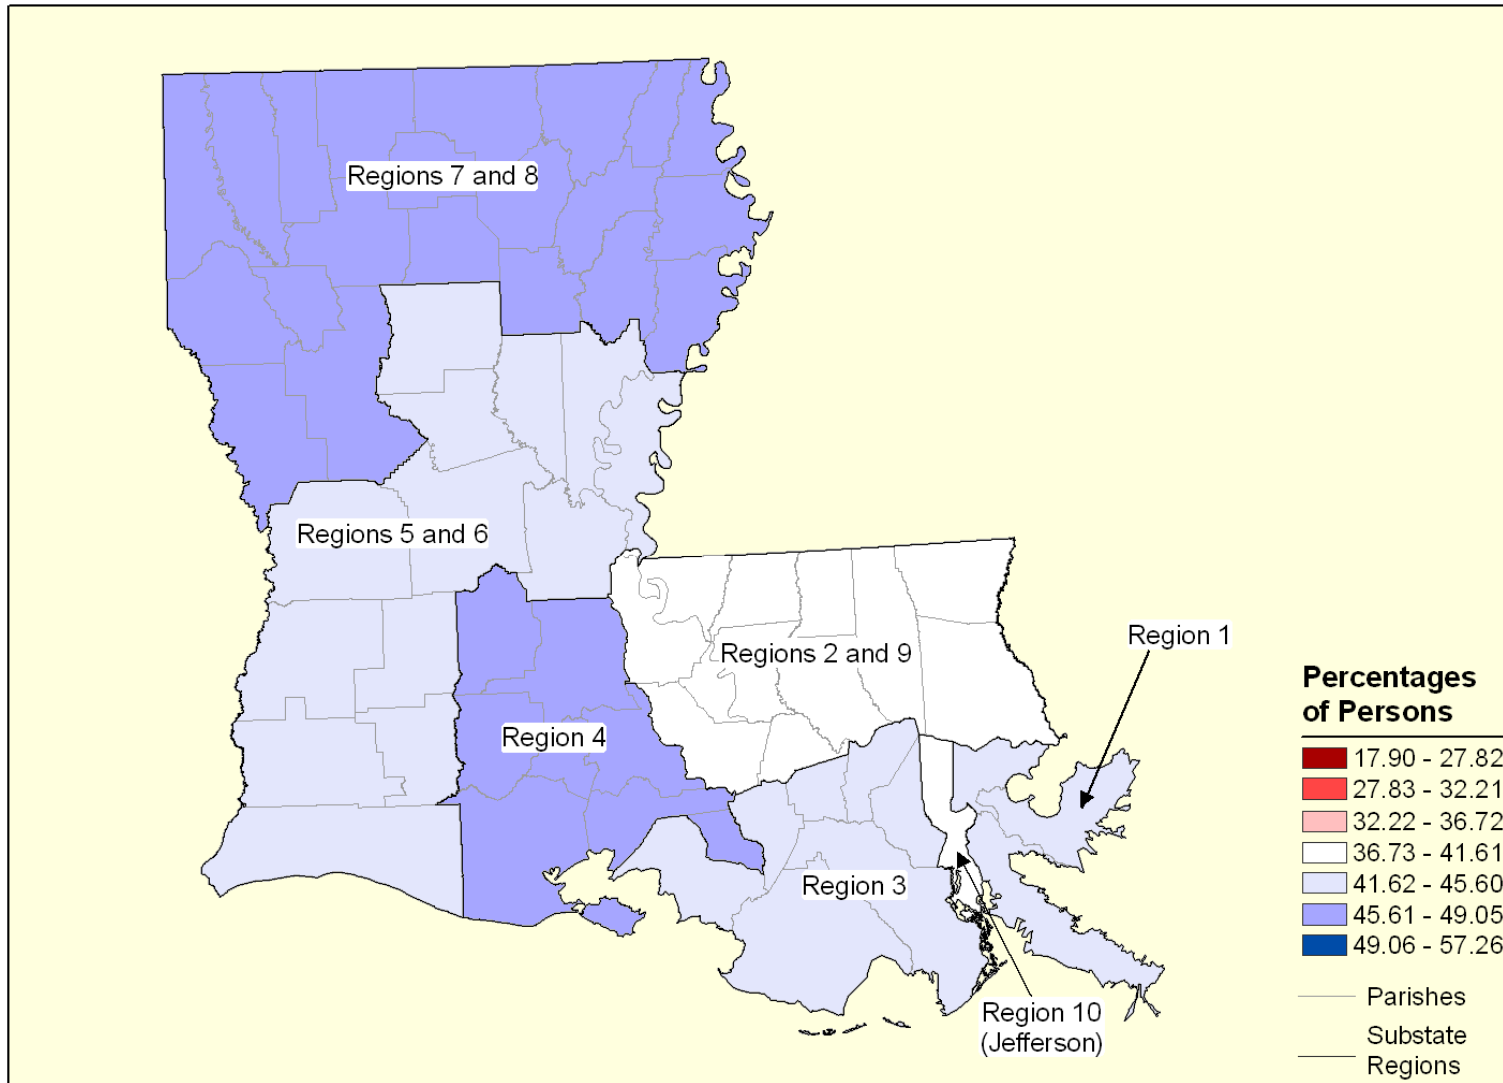 Regions 7 and 8
Regions 5 and 6
Regions 2 and 9
Region 1
Region 4
Region 3
Region 10
(Jefferson)
Percentages
of Persons
17.90 - 27.82
27.83 - 32.21
32.22 - 36.72
36.73 - 41.61
41.62 - 45.60
45.61 - 49.05
49.06 - 57.26
Parishes
Substate
Regions